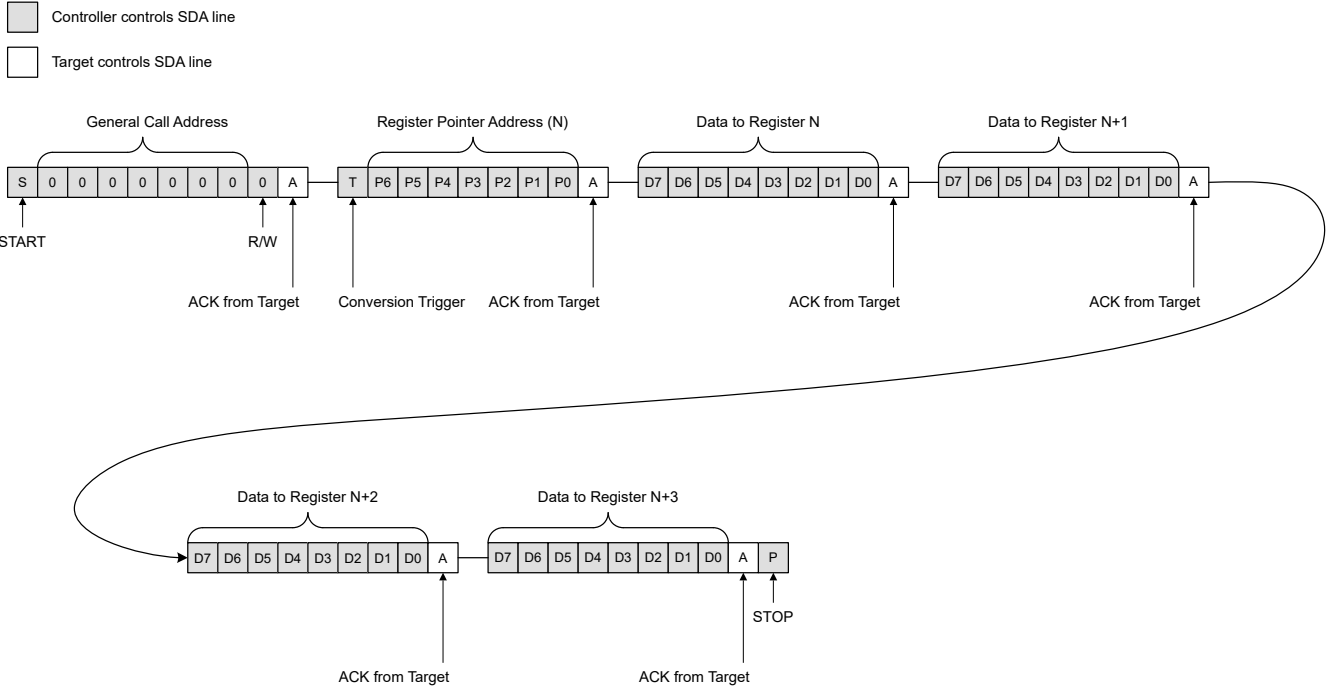 Controller controls SDA line
Target controls SDA line
General Call Address
Register Pointer Address (N)
Data to Register N
Data to Register N+1
S 0 0 0 0 0 0 0 0 A T P6 P5 P4 P3 P2 P1 P0 A D7 D6 D5 D4 D3 D2 D1 D0 A D7 D6 D5 D4 D3 D2 D1 D0 A
START
R/W
ACK from Target
Conversion Trigger
ACK from Target
ACK from Target
ACK from Target
Data to Register N+2
Data to Register N+3
D7 D6 D5 D4 D3 D2 D1 D0 A D7 D6 D5 D4 D3 D2 D1 D0 A P
STOP
ACK from Target
ACK from Target